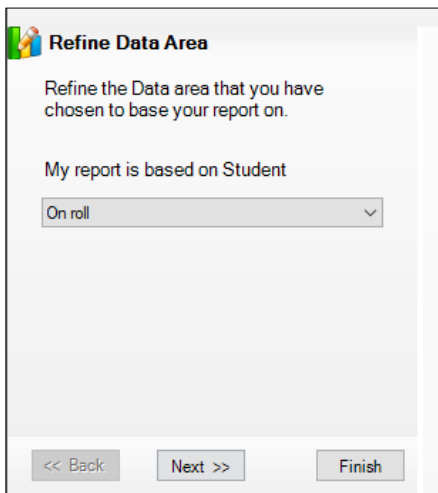 Refine Data Area
Refine the Data area that you have
chosen to base your report on.
My report is based on Student
On roll
<< Back
Next >>
Finish